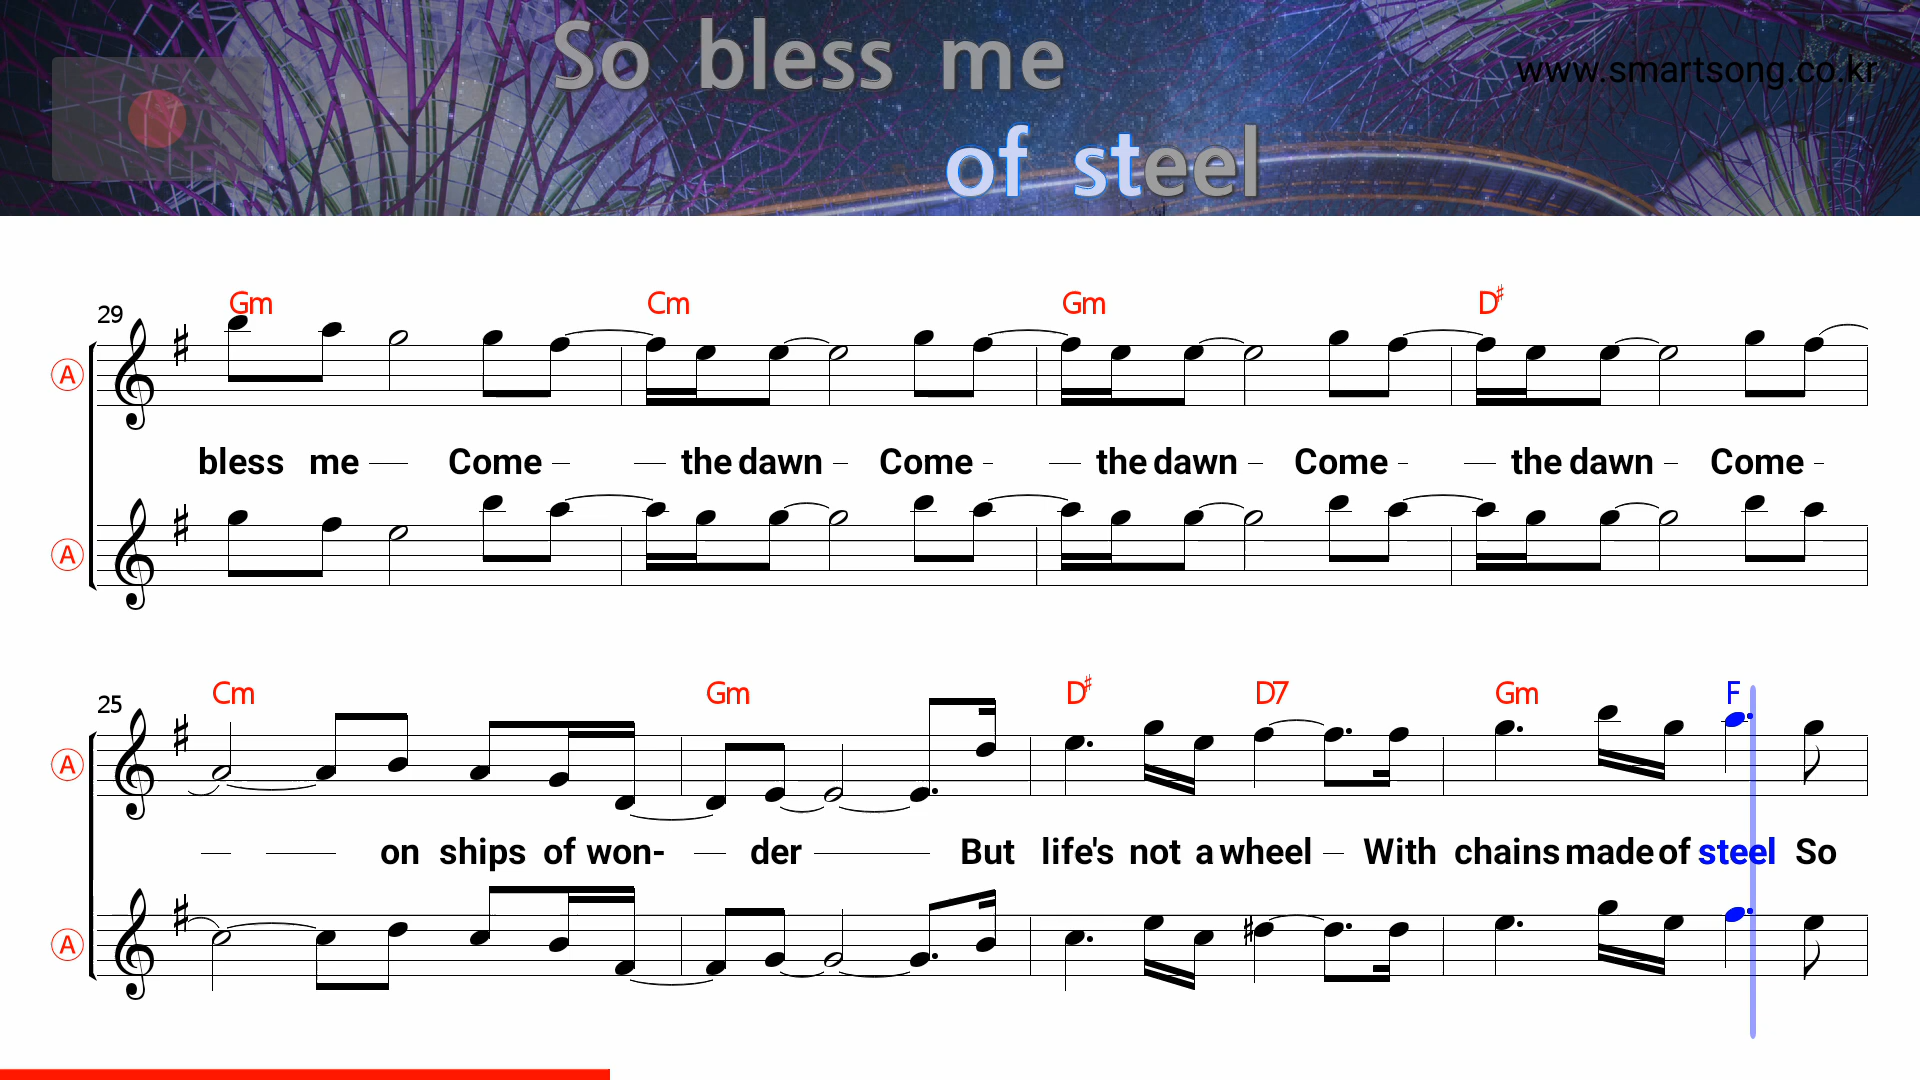 So bless me
www.smartsong.co.kr
of steel
Gm Cm Gm D♯
29
A
bless me — Come – — the dawn – Come - — the dawn – Come - — the dawn – Come -
A
Cm Gm D♯ D7 Gm F
25
A
— — on ships of won- — der — But life's not a wheel – With chains made of steel So
A